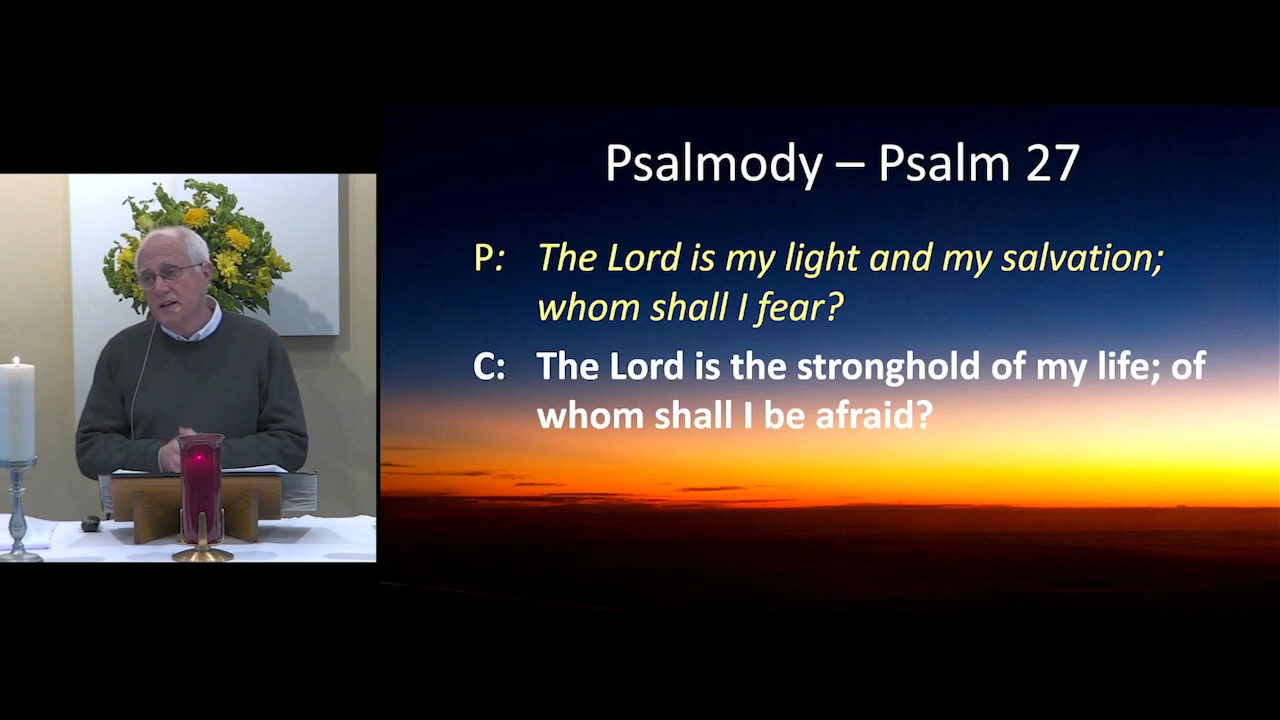 Psalmody – Psalm 27
P: The Lord is my light and my salvation;
whom shall I fear?
C: The Lord is the stronghold of my life; of
whom shall I be afraid?